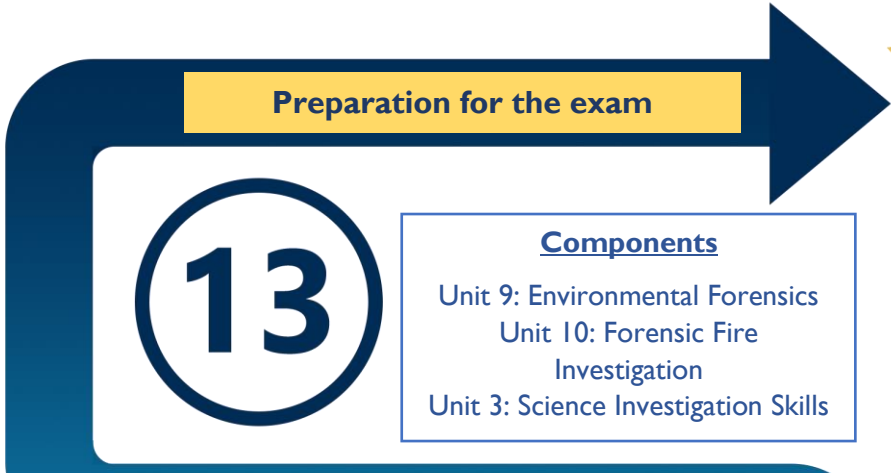 Preparation for the exam
13
Components
Unit 9: Environmental Forensics
Unit 10: Forensic Fire
Investigation
Unit 3: Science Investigation Skills